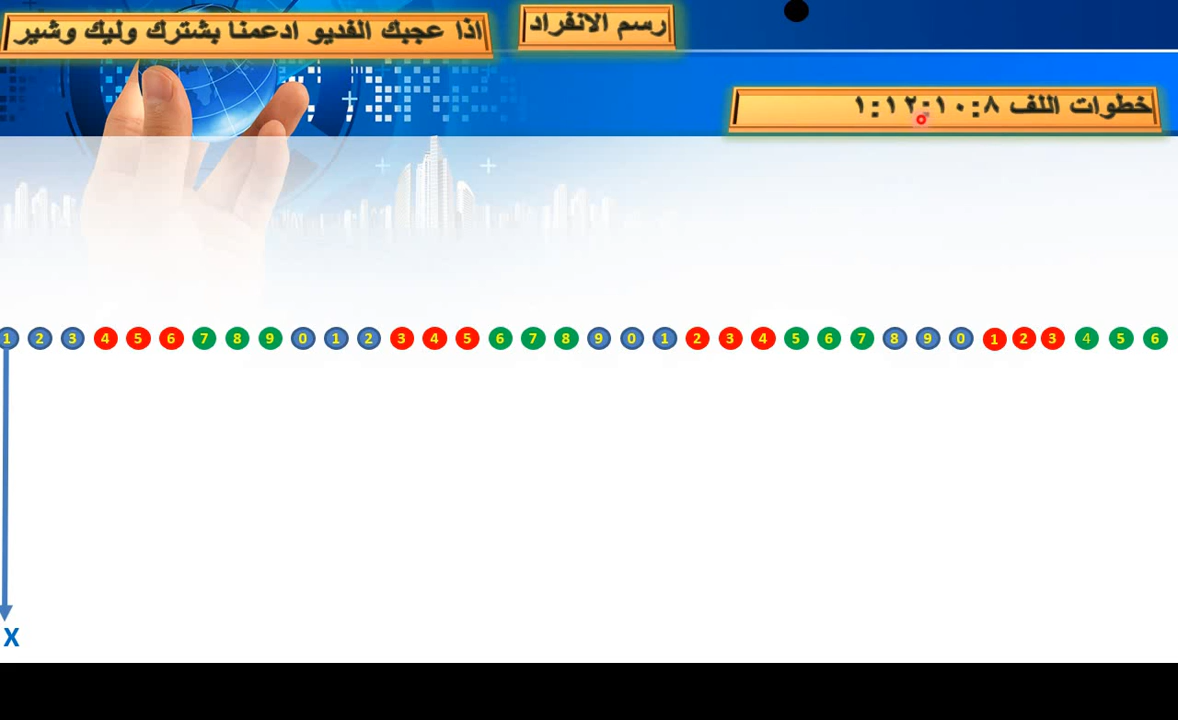 اذا عجبك الفديو ادعمنا بشترك وليك وشير
رسم الانفراد
خطوات اللف ٨:١٠:١٢:١
1 2 3 4 5 6 7 8 9 0 1 2 3 4 5 6 7 8 9 0 1 2 3 4 5 6 7 8 9 0 1 2 3 4 5 6
X